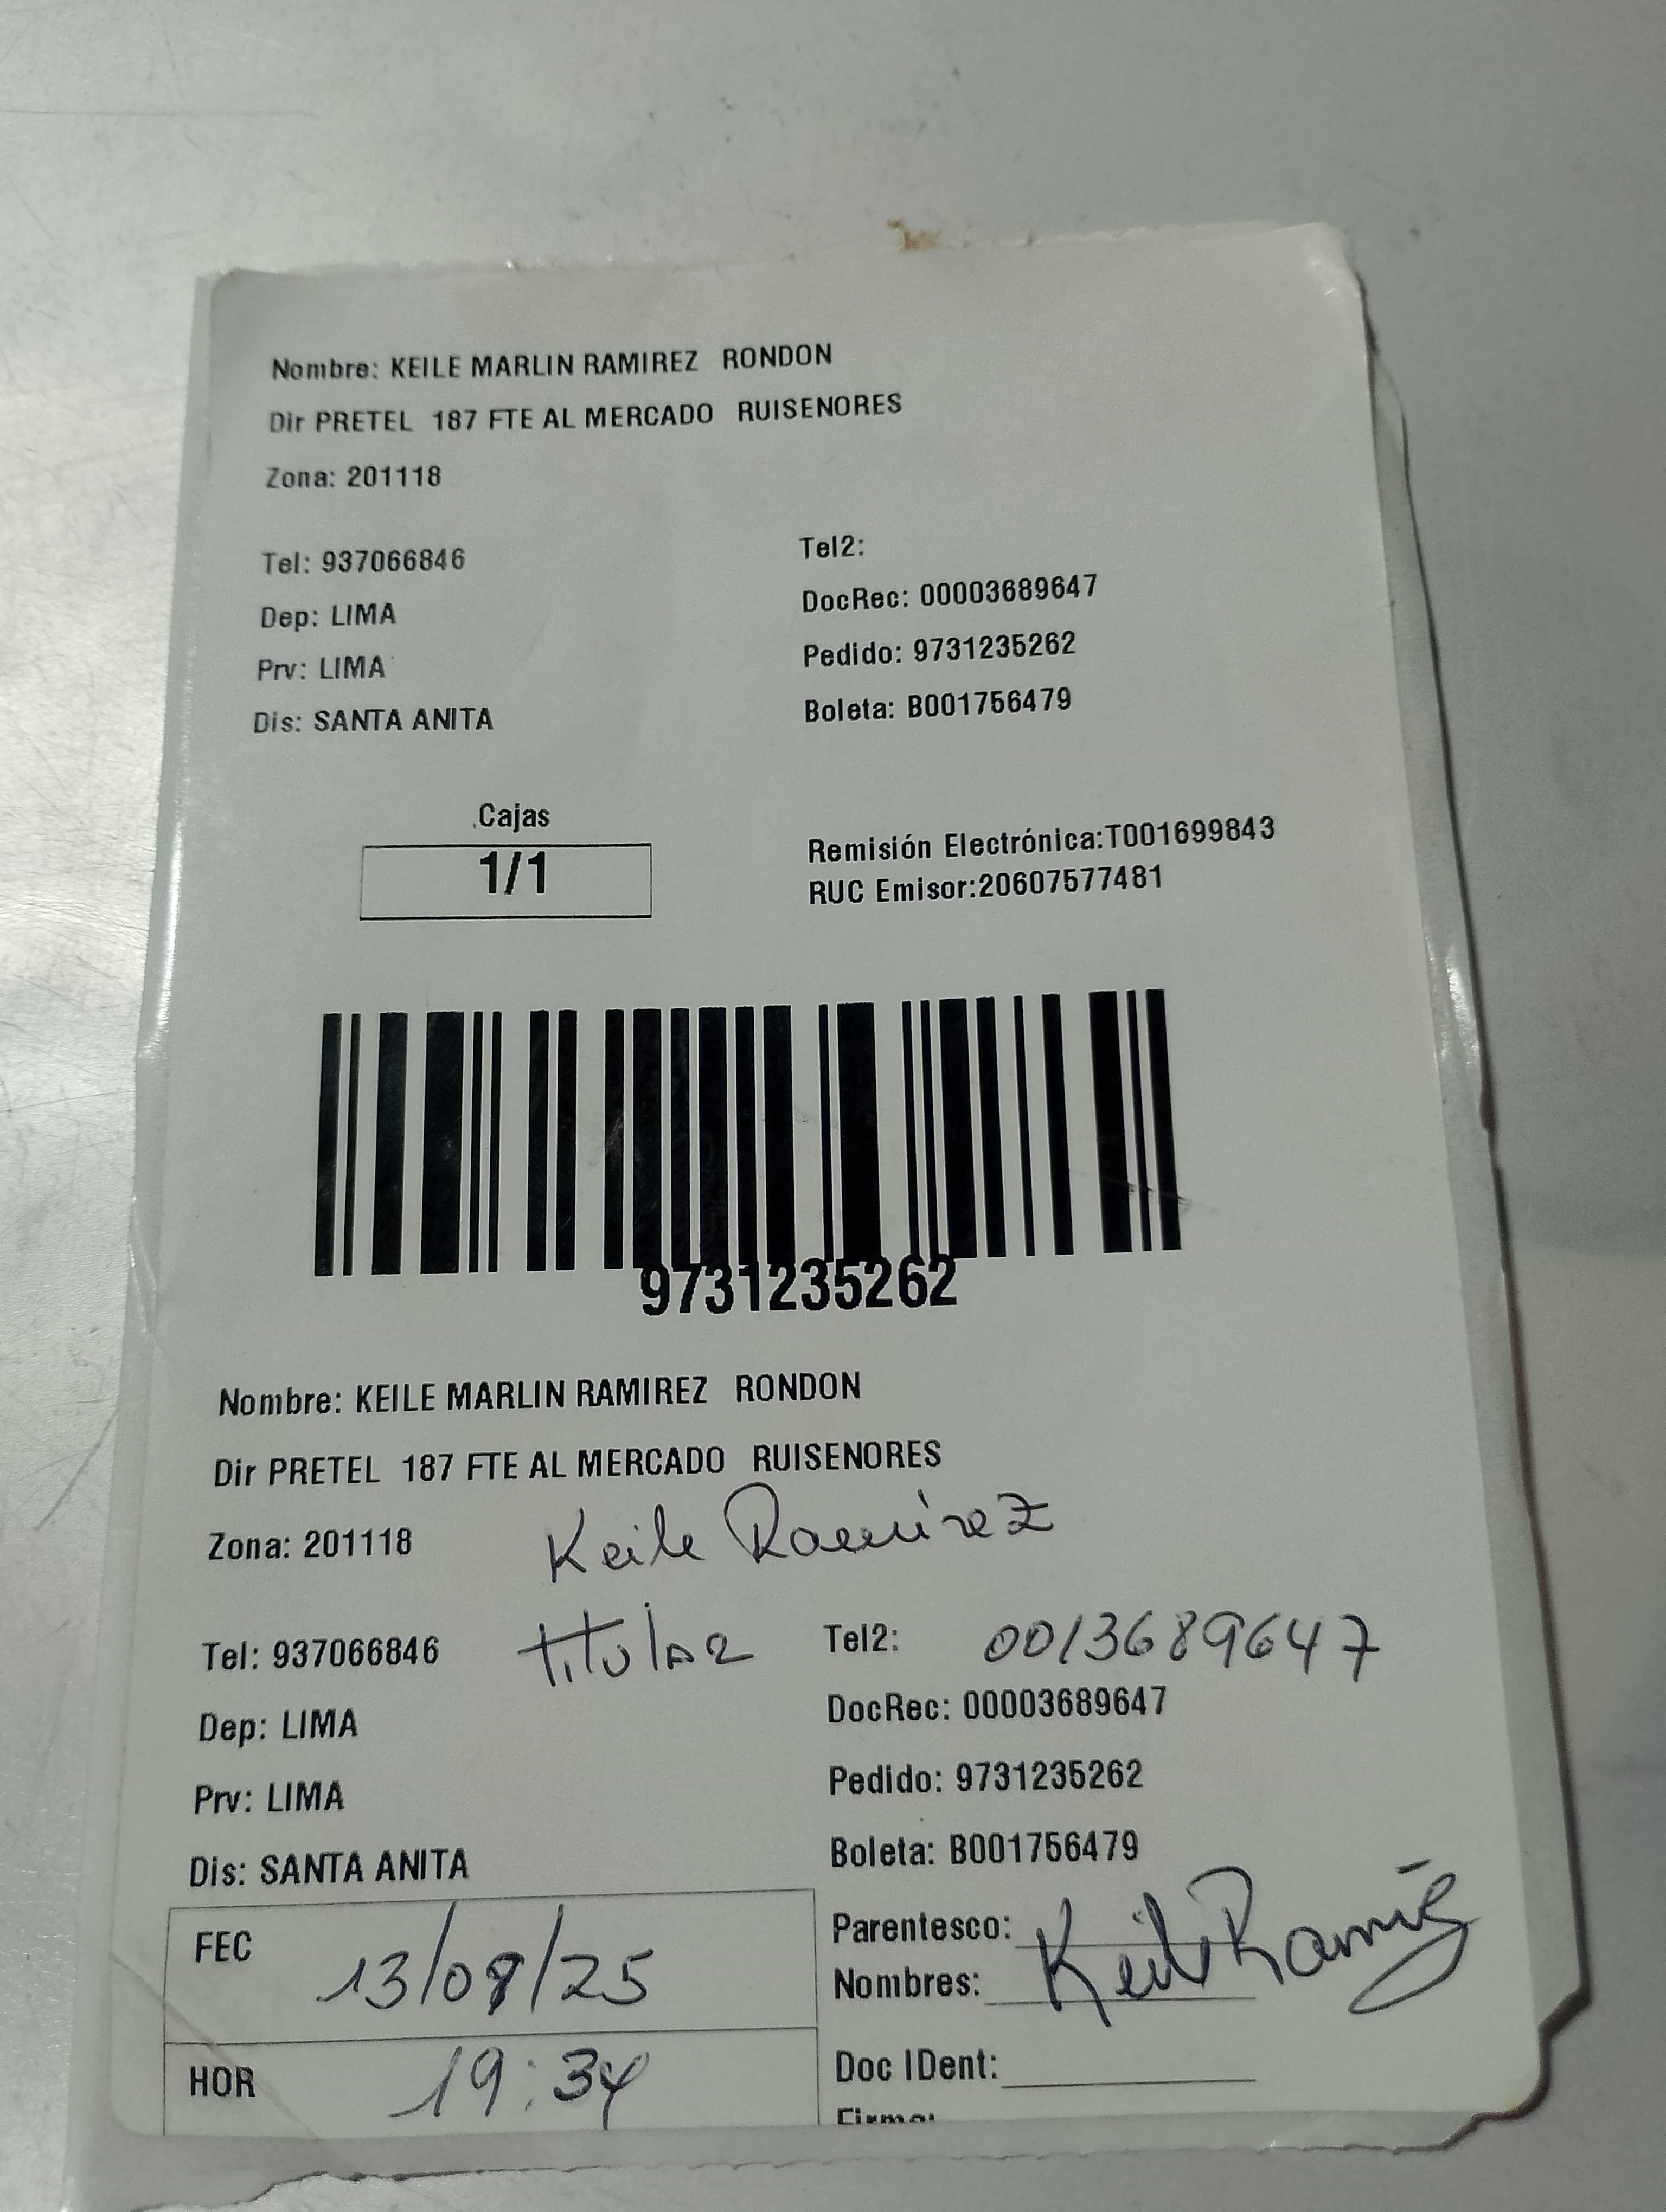 Nombre: KEILE MARLIN RAMIREZ RONDON
Dir PRETEL 187 FTE AL MERCADO RUISENORES
Zona: 201118
Tel: 937066846
Tel2:
Dep: LIMA
DocRec: 00003689647
Prv: LIMA
Pedido: 9731235262
Dis: SANTA ANITA
Boleta: B001756479
Cajas
1/1
Remisión Electrónica:T001699843
RUC Emisor:20607577481
9731235262
Nombre: KEILE MARLIN RAMIREZ RONDON
Dir PRETEL 187 FTE AL MERCADO RUISENORES
Zona: 201118
Keile Ramirez
Tel: 937066846
titular
Tel2: 0013689647
Dep: LIMA
DocRec: 00003689647
Prv: LIMA
Pedido: 9731235262
Dis: SANTA ANITA
Boleta: B001756479
FEC 13/09/25
Parentesco:
Nombres: Keile Ramirez
HOR 19:34
Doc IDent:
Firma: